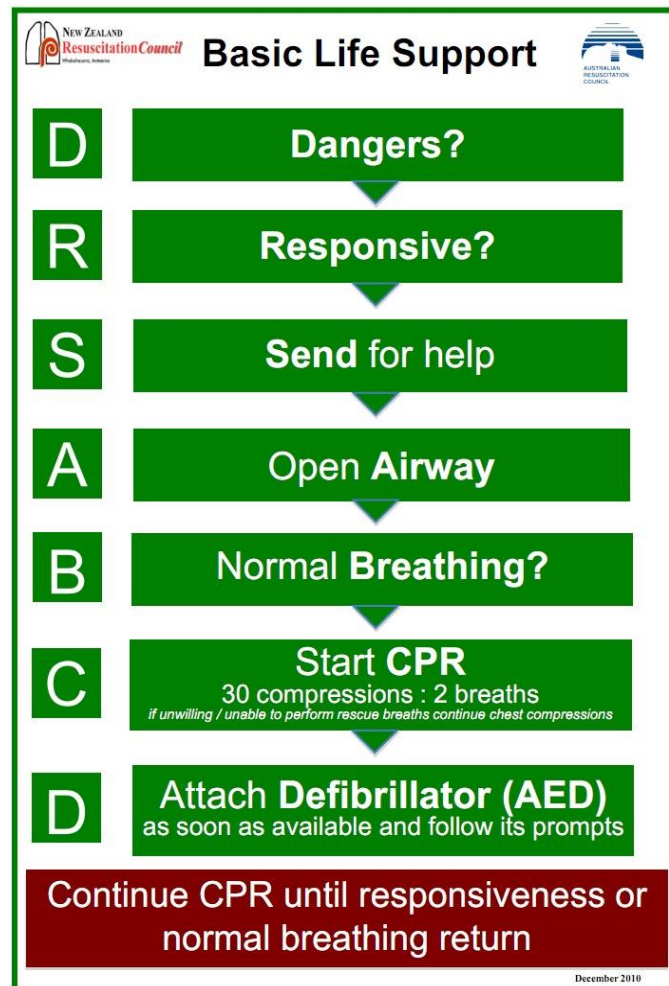 NEW ZEALAND
Resuscitation Council
Whakahauora, Aotearoa
Basic Life Support
AUSTRALIAN
RESUSCITATION
COUNCIL
D
Dangers?
R
Responsive?
S
Send for help
A
Open Airway
B
Normal Breathing?
C
Start CPR
30 compressions : 2 breaths
if unwilling / unable to perform rescue breaths continue chest compressions
D
Attach Defibrillator (AED)
as soon as available and follow its prompts
Continue CPR until responsiveness or
normal breathing return
December 2010